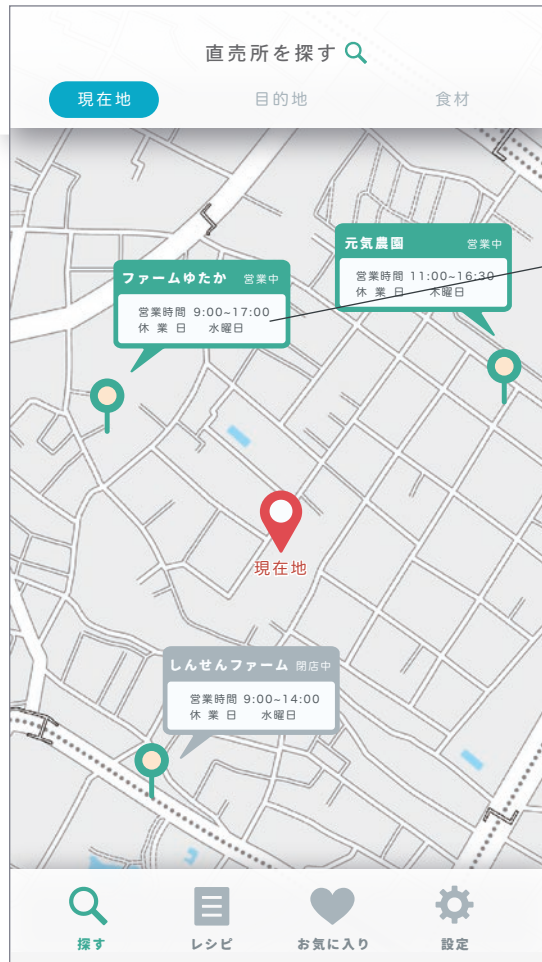 直売所を探す
現在地 目的地 食材
元気農園 営業中
営業時間 11:00~16:30
休業日 木曜日
ファームゆたか 営業中
営業時間 9:00~17:00
休業日 水曜日
現在地
しんせんファーム 閉店中
営業時間 9:00~14:00
休業日 水曜日
探す レシピ お気に入り 設定